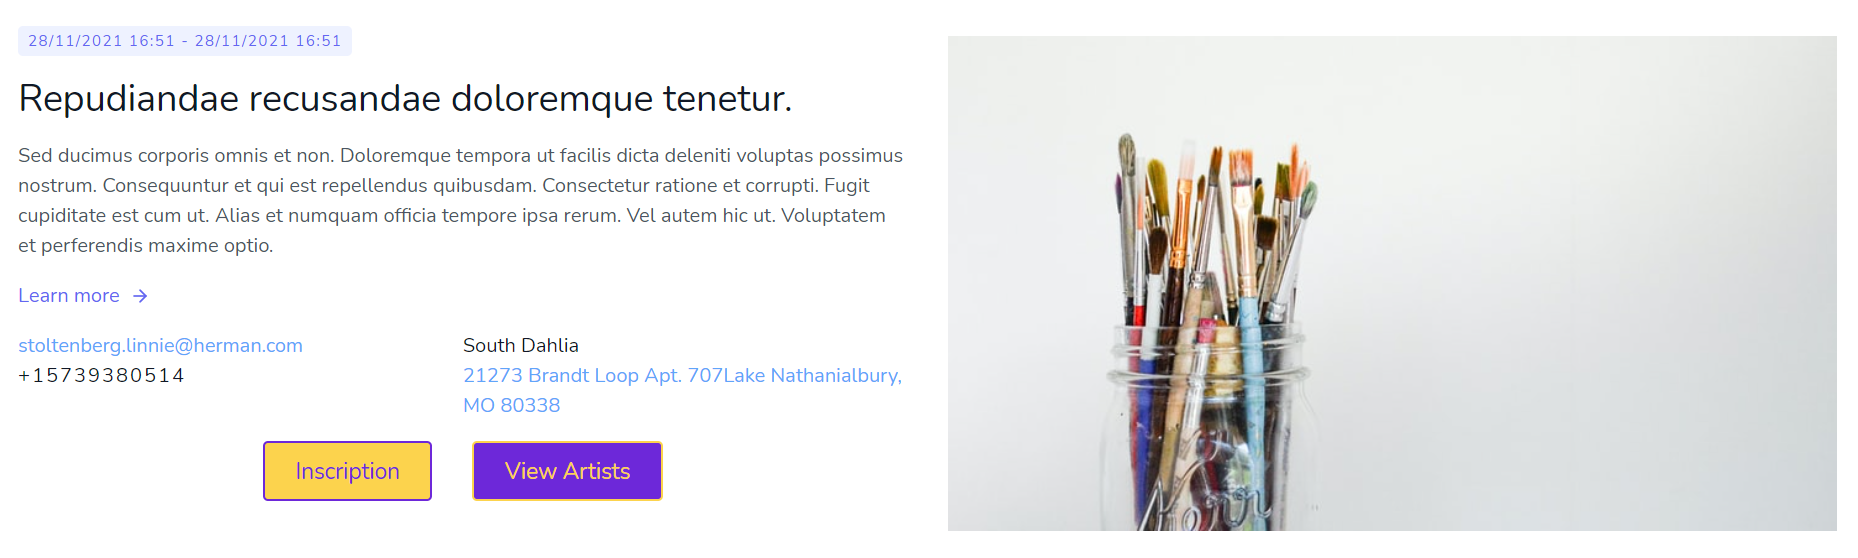 28/11/2021 16:51 - 28/11/2021 16:51
Repudiandae recusandae doloremque tenetur.
Sed ducimus corporis omnis et non. Doloremque tempora ut facilis dicta deleniti voluptas possimus
nostrum. Consequuntur et qui est repellendus quibusdam. Consectetur ratione et corrupti. Fugit
cupiditate est cum ut. Alias et numquam officia tempore ipsa rerum. Vel autem hic ut. Voluptatem
et perferendis maxime optio.
Learn more →
stoltenberg.linnie@herman.com
+15739380514
South Dahlia
21273 Brandt Loop Apt. 707Lake Nathanialbury,
MO 80338
Inscription
View Artists